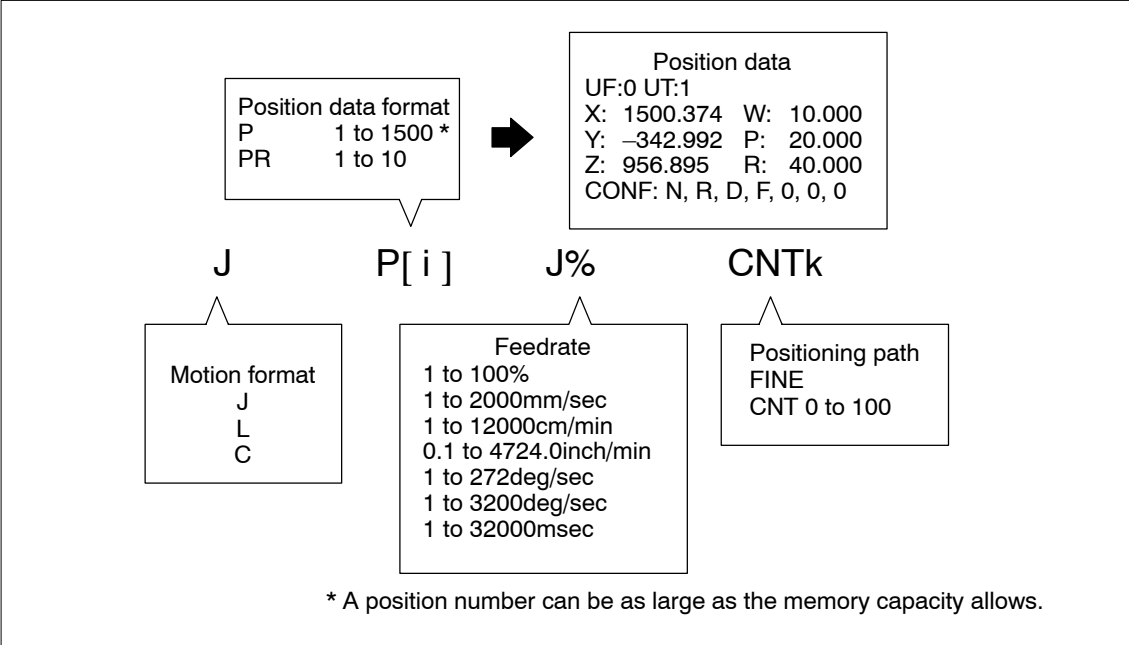 Position data format
P 1 to 1500 *
PR 1 to 10
Position data
UF:0 UT:1
X: 1500.374 W: 10.000
Y: –342.992 P: 20.000
Z: 956.895 R: 40.000
CONF: N, R, D, F, 0, 0, 0
J P[ i ] J% CNTk
Motion format
J
L
C
Feedrate
1 to 100%
1 to 2000mm/sec
1 to 12000cm/min
0.1 to 4724.0inch/min
1 to 272deg/sec
1 to 3200deg/sec
1 to 32000msec
Positioning path
FINE
CNT 0 to 100
* A position number can be as large as the memory capacity allows.